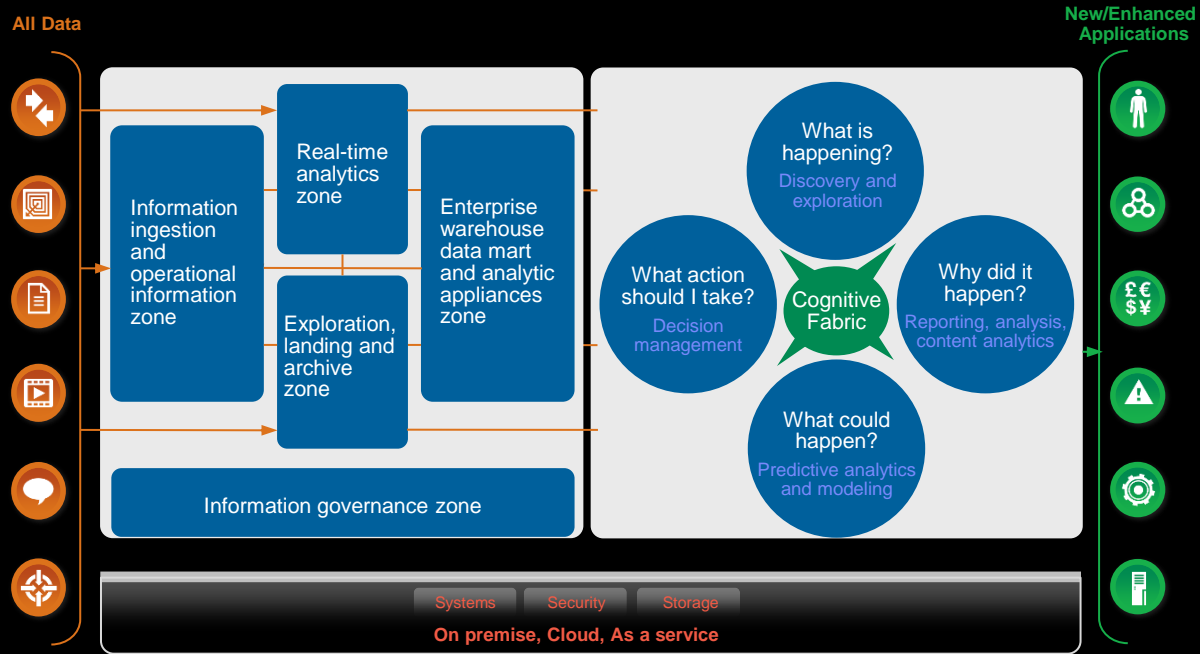 All Data
New/Enhanced
Applications
Information
ingestion
and
operational
information
zone
Real-time
analytics
zone
Exploration,
landing and
archive
zone
Enterprise
warehouse
data mart
and analytic
appliances
zone
Information governance zone
What is
happening?
Discovery and
exploration
What action
should I take?
Decision
management
Cognitive
Fabric
Why did it
happen?
Reporting, analysis,
content analytics
What could
happen?
Predictive analytics
and modeling
£€
$¥
Systems
Security
Storage
On premise, Cloud, As a service